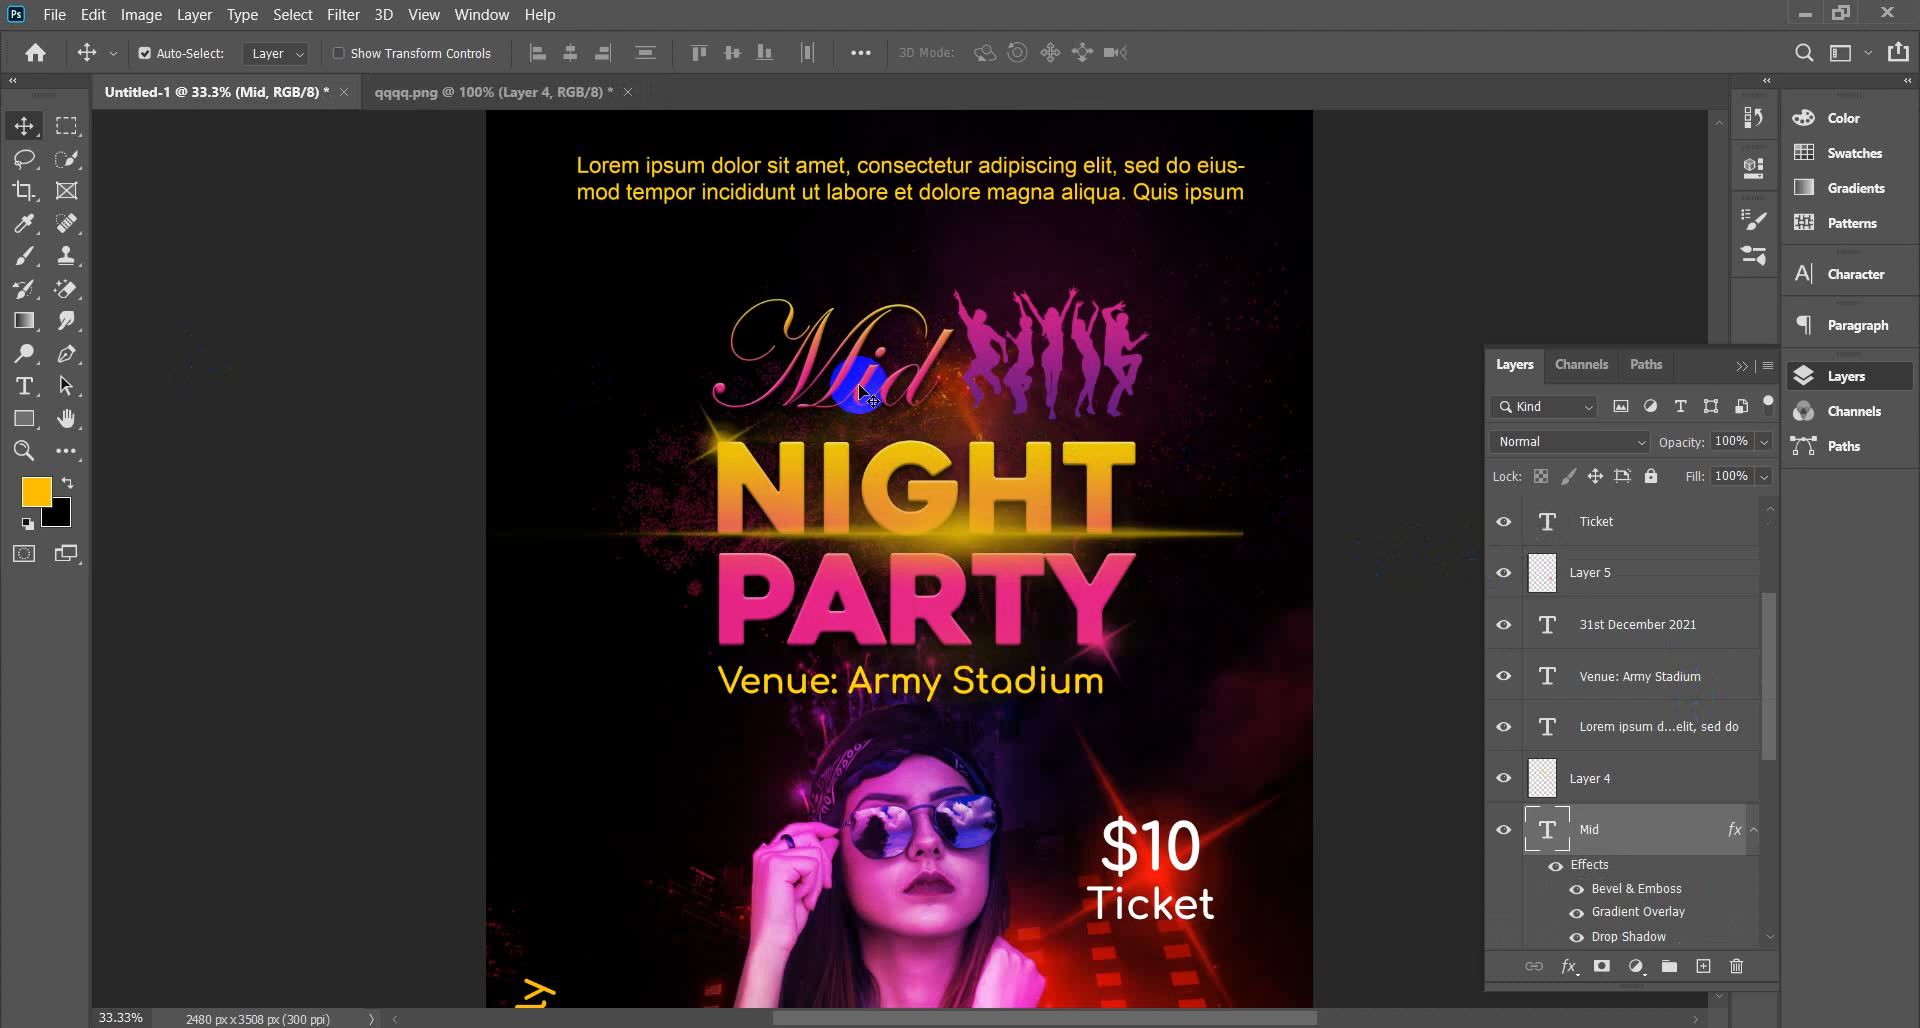 Ps File Edit Image Layer Type Select Filter 3D View Window Help
Auto-Select: Layer Show Transform Controls 3D Mode:
Untitled-1 @ 33.3% (Mid, RGB/8) * qqqq.png @ 100% (Layer 4, RGB/8) *
Lorem ipsum dolor sit amet, consectetur adipiscing elit, sed do eius-
mod tempor incididunt ut labore et dolore magna aliqua. Quis ipsum
Mid
NIGHT
PARTY
Venue: Army Stadium
$10
Ticket
ly
Color
Swatches
Gradients
Patterns
Character
Paragraph
Layers
Channels
Paths
Layers Channels Paths
Kind
Normal Opacity: 100%
Lock: Fill: 100%
Ticket
Layer 5
31st December 2021
Venue: Army Stadium
Lorem ipsum d...elit, sed do
Layer 4
Mid fx
Effects
Bevel & Emboss
Gradient Overlay
Drop Shadow
fx
33.33% 2480 px x 3508 px (300 ppi)